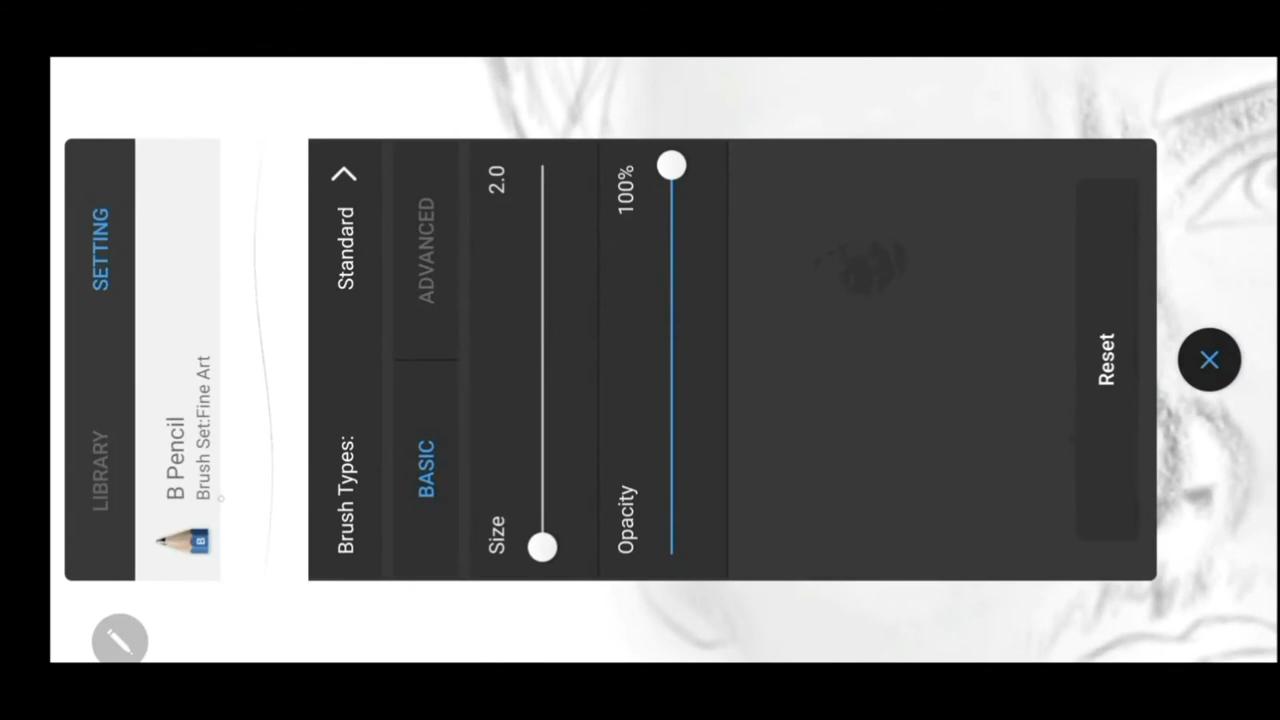 LIBRARY SETTING
B Pencil
Brush Set:Fine Art
B
Brush Types: Standard
BASIC ADVANCED
Size 2.0
Opacity 100%
Reset